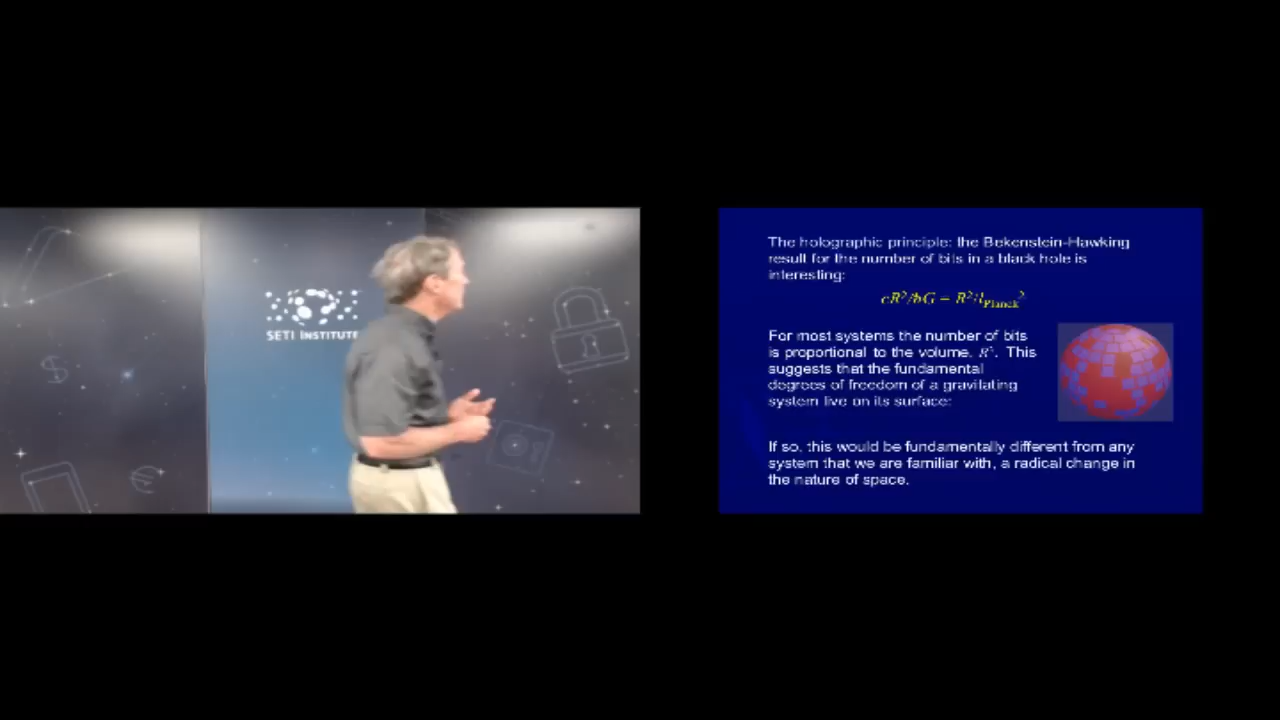 SETI INSTITUTE
The holographic principle: the Bekenstein-Hawking
result for the number of bits in a black hole is
interesting:
cR²/ħG = R²/lPlanck²
For most systems the number of bits
is proportional to the volume, R³. This
suggests that the fundamental
degrees of freedom of a gravitating
system live on its surface:
If so, this would be fundamentally different from any
system that we are familiar with, a radical change in
the nature of space.
$
€